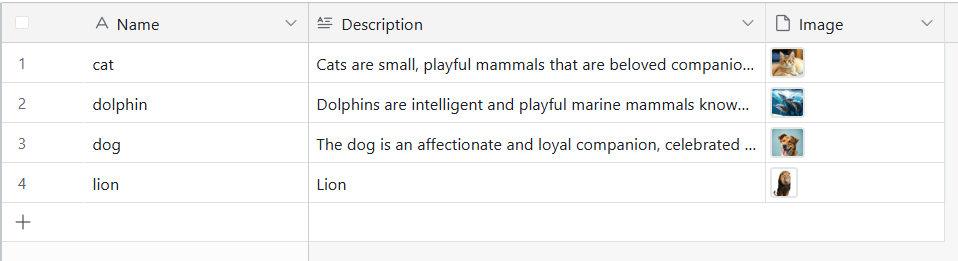 Name Description Image
1 cat Cats are small, playful mammals that are beloved companio...
2 dolphin Dolphins are intelligent and playful marine mammals know...
3 dog The dog is an affectionate and loyal companion, celebrated ...
4 lion Lion